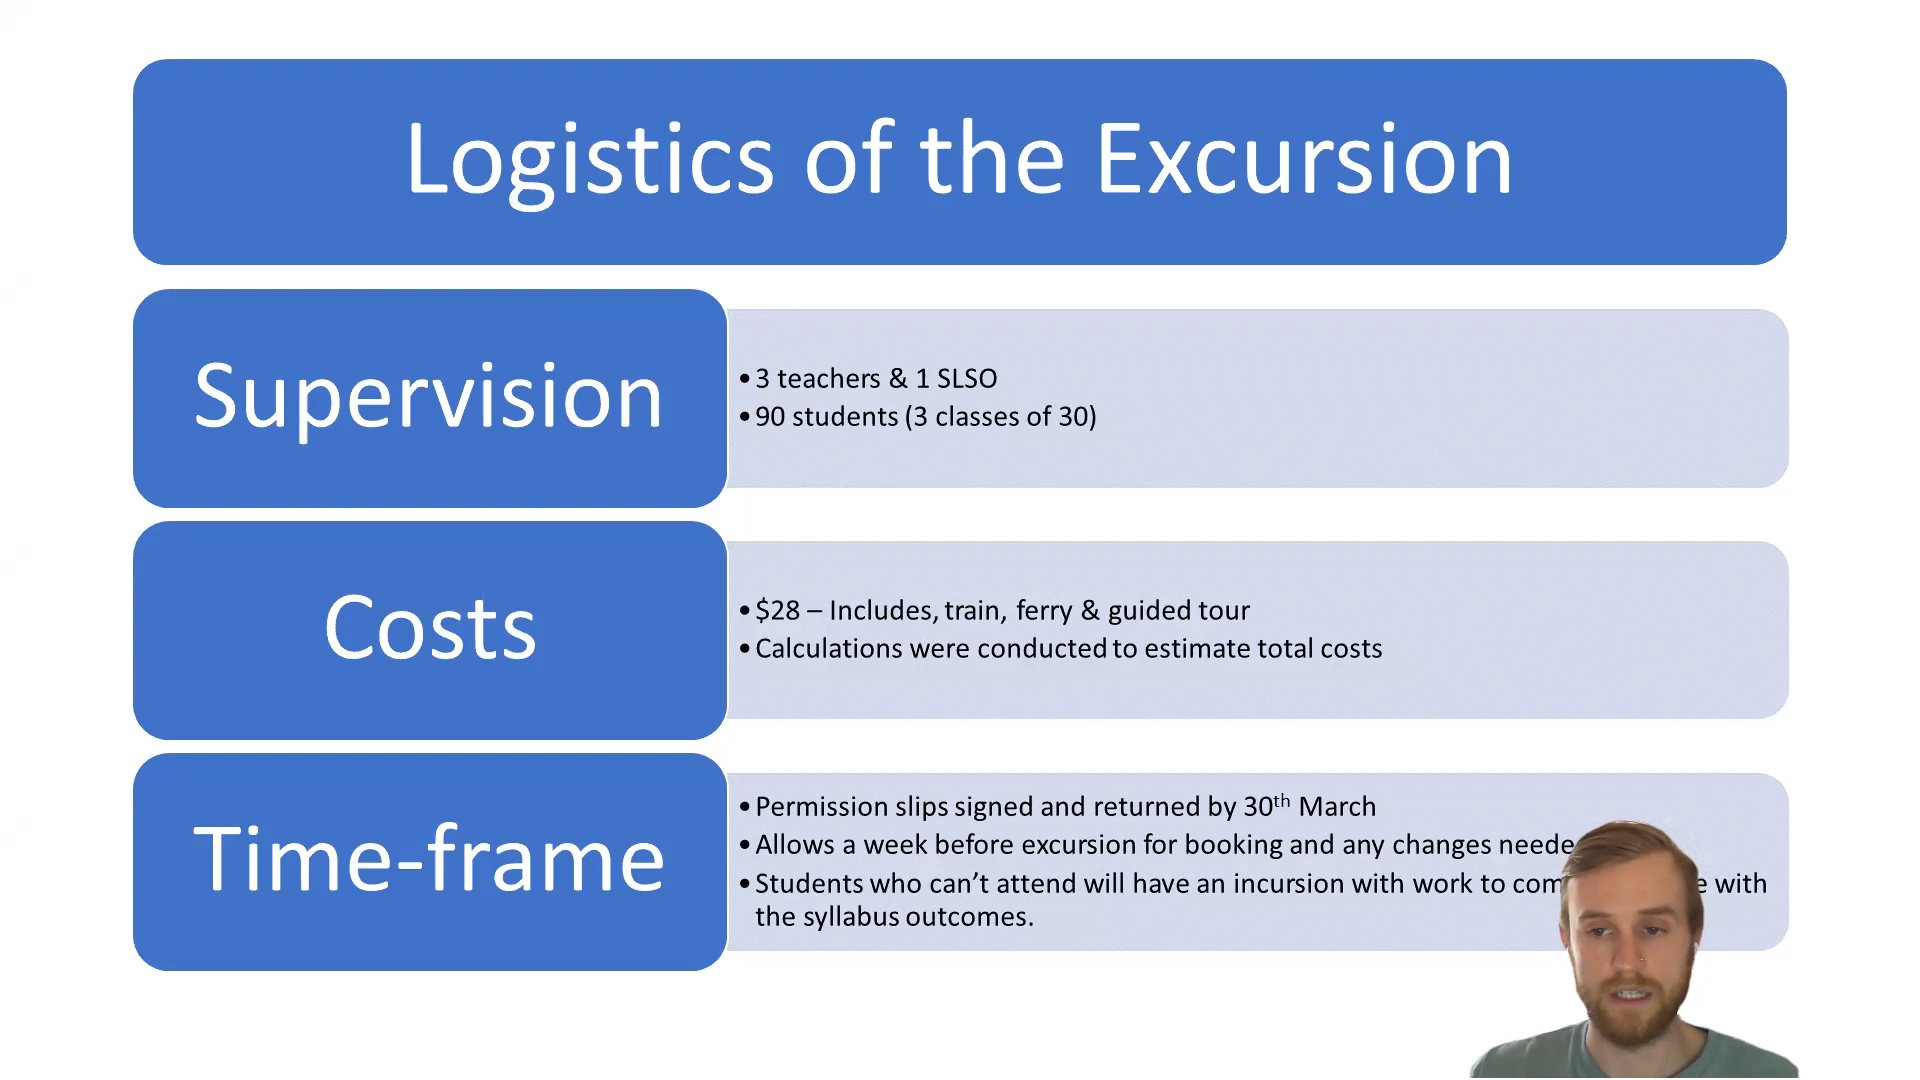 Logistics of the Excursion
Supervision
•3 teachers & 1 SLSO
•90 students (3 classes of 30)
Costs
•$28 – Includes, train, ferry & guided tour
•Calculations were conducted to estimate total costs
Time-frame
•Permission slips signed and returned by 30th March
•Allows a week before excursion for booking and any changes
•Students who can’t attend will have an incursion with work to with
the syllabus outcomes.